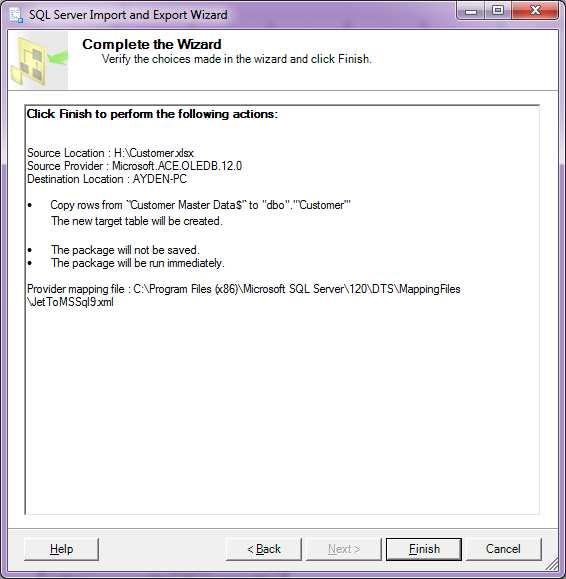 SQL Server Import and Export Wizard
Complete the Wizard
Verify the choices made in the wizard and click Finish.
Click Finish to perform the following actions:
Source Location : H:\Customer.xlsx
Source Provider : Microsoft.ACE.OLEDB.12.0
Destination Location : AYDEN-PC
• Copy rows from `'Customer Master Data$'` to "dbo"."'Customer'"
The new target table will be created.
• The package will not be saved.
• The package will be run immediately.
Provider mapping file : C:\Program Files (x86)\Microsoft SQL Server\120\DTS\MappingFiles
\JetToMSSql9.xml
Help
< Back
Next >
Finish
Cancel